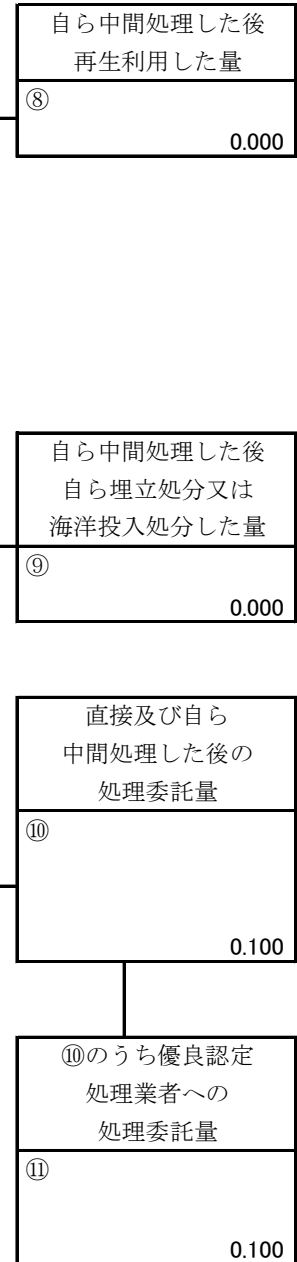 自ら中間処理した後
再生利用した量
⑧
0.000
自ら中間処理した後
自ら埋立処分又は
海洋投入処分した量
⑨
0.000
直接及び自ら
中間処理した後の
処理委託量
⑩
0.100
⑩のうち優良認定
処理業者への
処理委託量
⑪
0.100